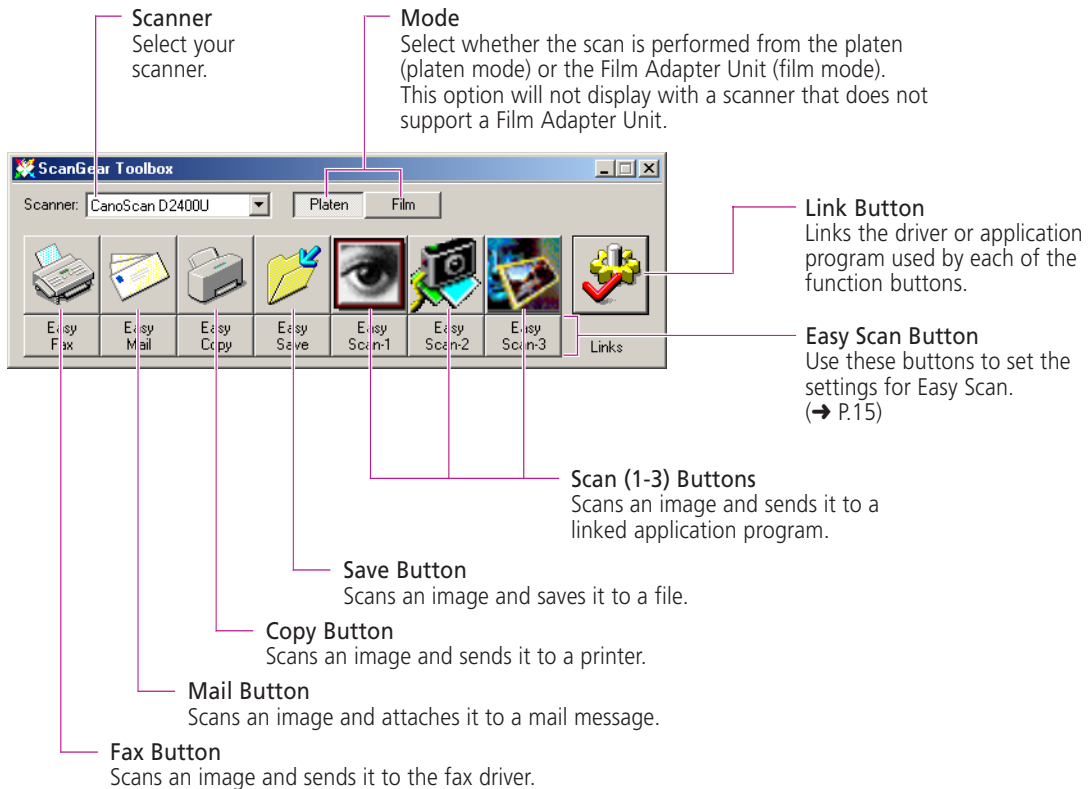 Scanner
Select your
scanner.
Mode
Select whether the scan is performed from the platen
(platen mode) or the Film Adapter Unit (film mode).
This option will not display with a scanner that does not
support a Film Adapter Unit.
ScanGear Toolbox
Scanner: CanoScan D2400U
Platen
Film
Easy
Fax
Easy
Mail
Easy
Copy
Easy
Save
Easy
Scan-1
Easy
Scan-2
Easy
Scan-3
Links
Link Button
Links the driver or application
program used by each of the
function buttons.
Easy Scan Button
Use these buttons to set the
settings for Easy Scan.
(➔ P.15)
Scan (1-3) Buttons
Scans an image and sends it to a
linked application program.
Save Button
Scans an image and saves it to a file.
Copy Button
Scans an image and sends it to a printer.
Mail Button
Scans an image and attaches it to a mail message.
Fax Button
Scans an image and sends it to the fax driver.